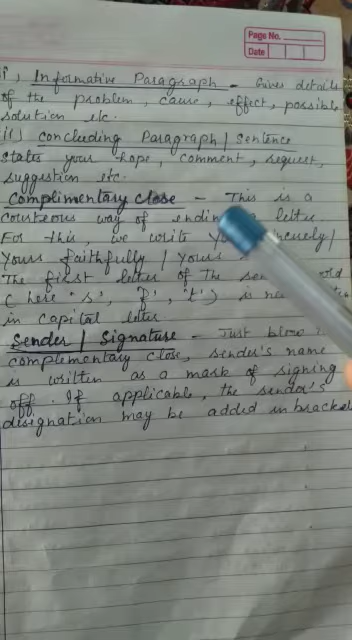 Page No.
Date
i), Informative Paragraph - Gives details
of the problem, cause, effect, possible
solution etc.
ii) Concluding Paragraph / Sentence
states your hope, comment, request,
suggestion etc.
Complimentary close - This is a
courteous way of ending letter.
For this, we write
Yours faithfully / Yours
The first letter of The
(here 's', 'f', 't') is
in capital letter
Sender / Signature - Just
complementary close, sender's name
is written as a mark of signing
off. If applicable, the sender's
designation may be added in bracket